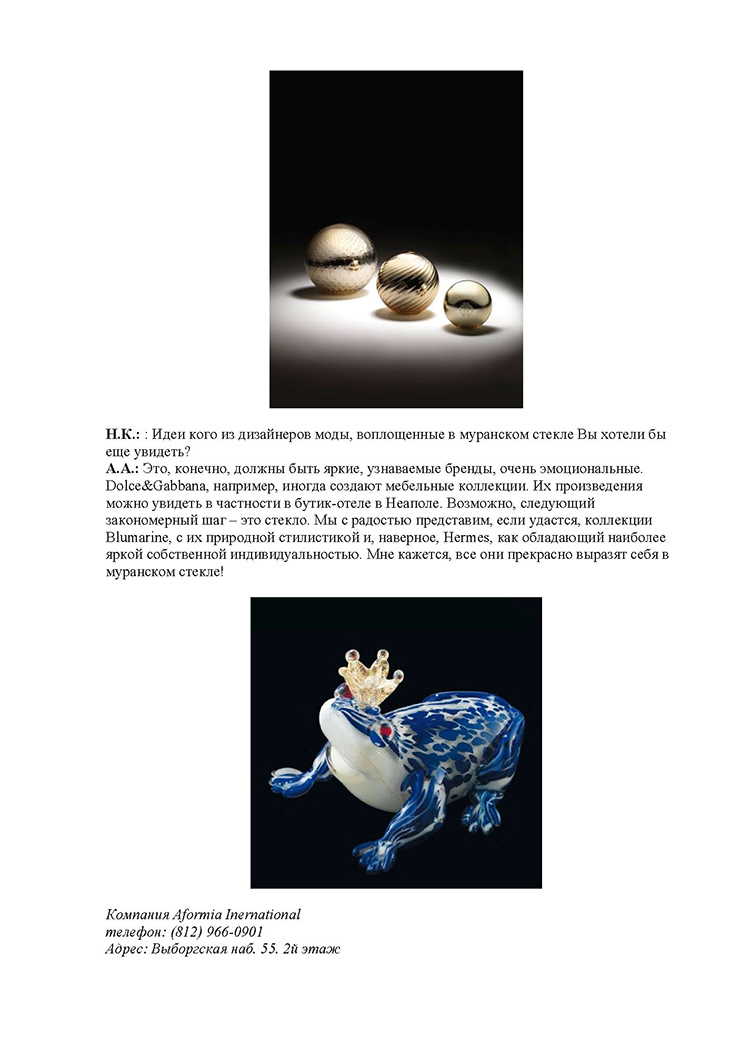 Н.К.: : Идеи кого из дизайнеров моды, воплощенные в муранском стекле Вы хотели бы
еще увидеть?
А.А.: Это, конечно, должны быть яркие, узнаваемые бренды, очень эмоциональные.
Dolce&Gabbana, например, иногда создают мебельные коллекции. Их произведения
можно увидеть в частности в бутик-отеле в Неаполе. Возможно, следующий
закономерный шаг – это стекло. Мы с радостью представим, если удастся, коллекции
Blumarine, с их природной стилистикой и, наверное, Hermes, как обладающий наиболее
яркой собственной индивидуальностью. Мне кажется, все они прекрасно выразят себя в
муранском стекле!
Компания Aformia Inernational
телефон: (812) 966-0901
Адрес: Выборгская наб. 55. 2й этаж